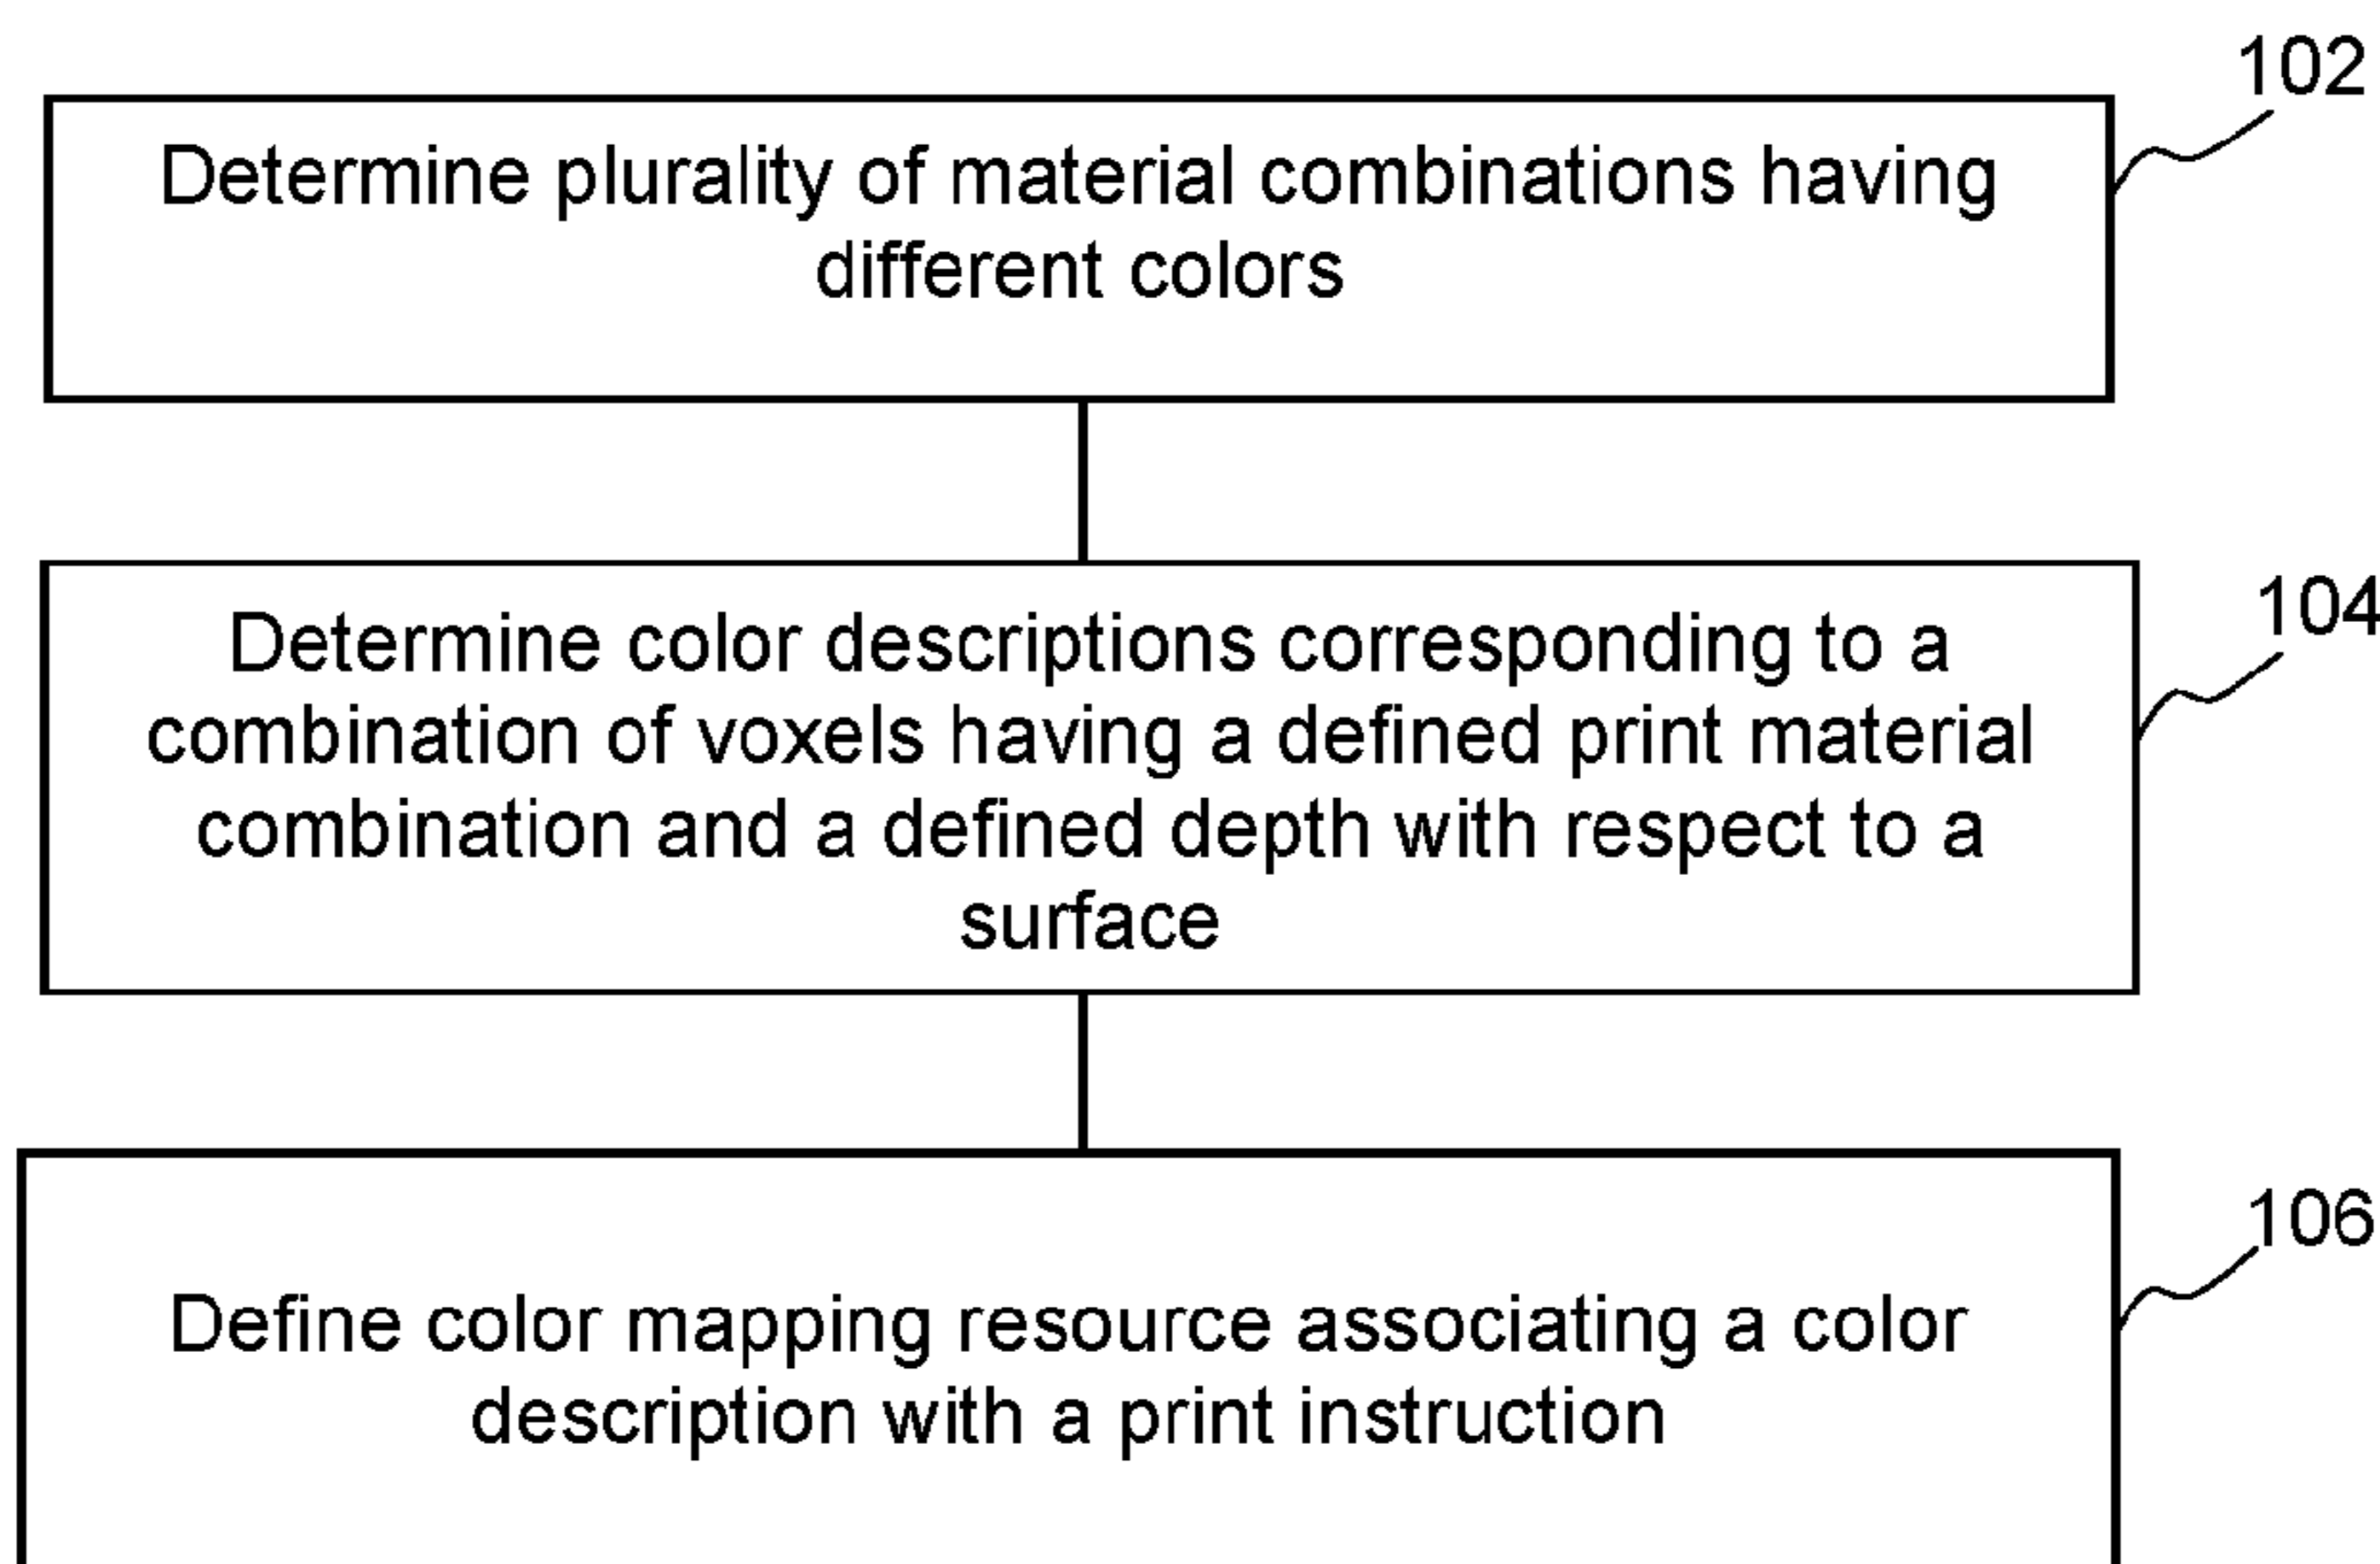 102
Determine plurality of material combinations having
different colors
104
Determine color descriptions corresponding to a
combination of voxels having a defined print material
combination and a defined depth with respect to a
surface
106
Define color mapping resource associating a color
description with a print instruction